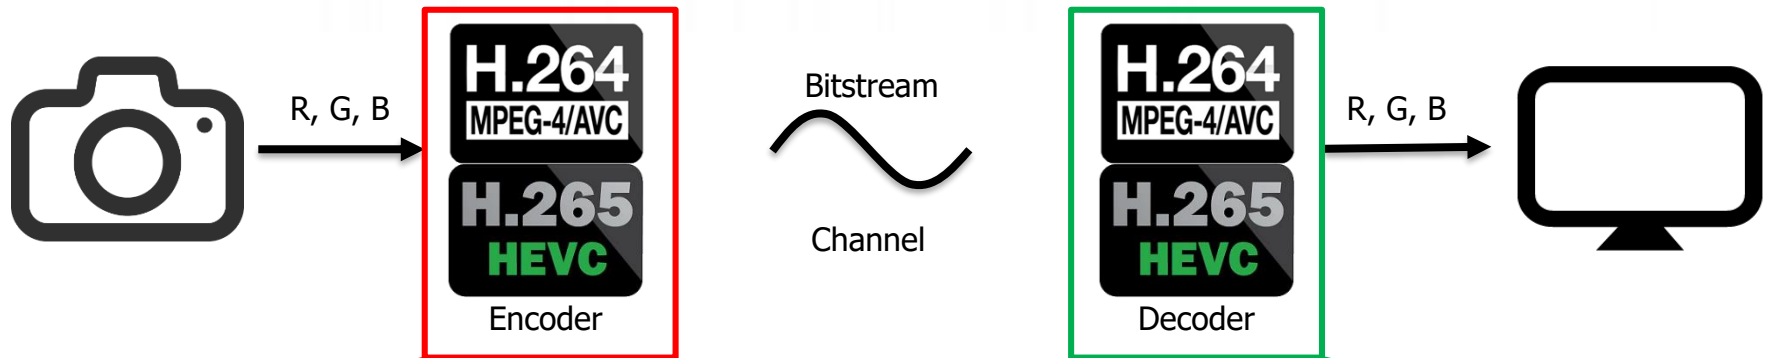 R, G, B
H.264
MPEG-4/AVC
H.265
HEVC
Encoder
Bitstream
Channel
H.264
MPEG-4/AVC
H.265
HEVC
Decoder
R, G, B